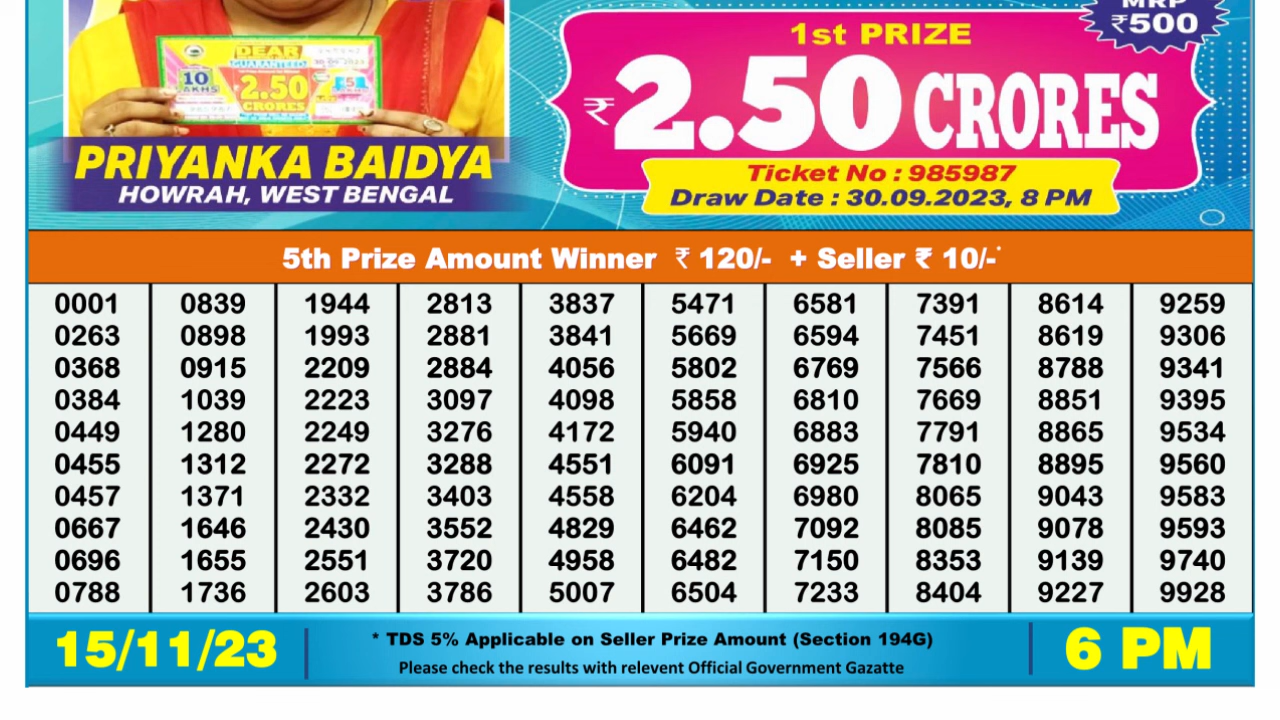 MRP
₹500
1st PRIZE
₹2.50 CRORES
Ticket No : 985987
Draw Date : 30.09.2023, 8 PM
DEAR
GUARANTEED
10
LAKHS
2.50
CRORES
PRIYANKA BAIDYA
HOWRAH, WEST BENGAL
5th Prize Amount Winner ₹ 120/- + Seller ₹ 10/-*
0001 0839 1944 2813 3837 5471 6581 7391 8614 9259
0263 0898 1993 2881 3841 5669 6594 7451 8619 9306
0368 0915 2209 2884 4056 5802 6769 7566 8788 9341
0384 1039 2223 3097 4098 5858 6810 7669 8851 9395
0449 1280 2249 3276 4172 5940 6883 7791 8865 9534
0455 1312 2272 3288 4551 6091 6925 7810 8895 9560
0457 1371 2332 3403 4558 6204 6980 8065 9043 9583
0667 1646 2430 3552 4829 6462 7092 8085 9078 9593
0696 1655 2551 3720 4958 6482 7150 8353 9139 9740
0788 1736 2603 3786 5007 6504 7233 8404 9227 9928
15/11/23
* TDS 5% Applicable on Seller Prize Amount (Section 194G)
Please check the results with relevent Official Government Gazatte
6 PM